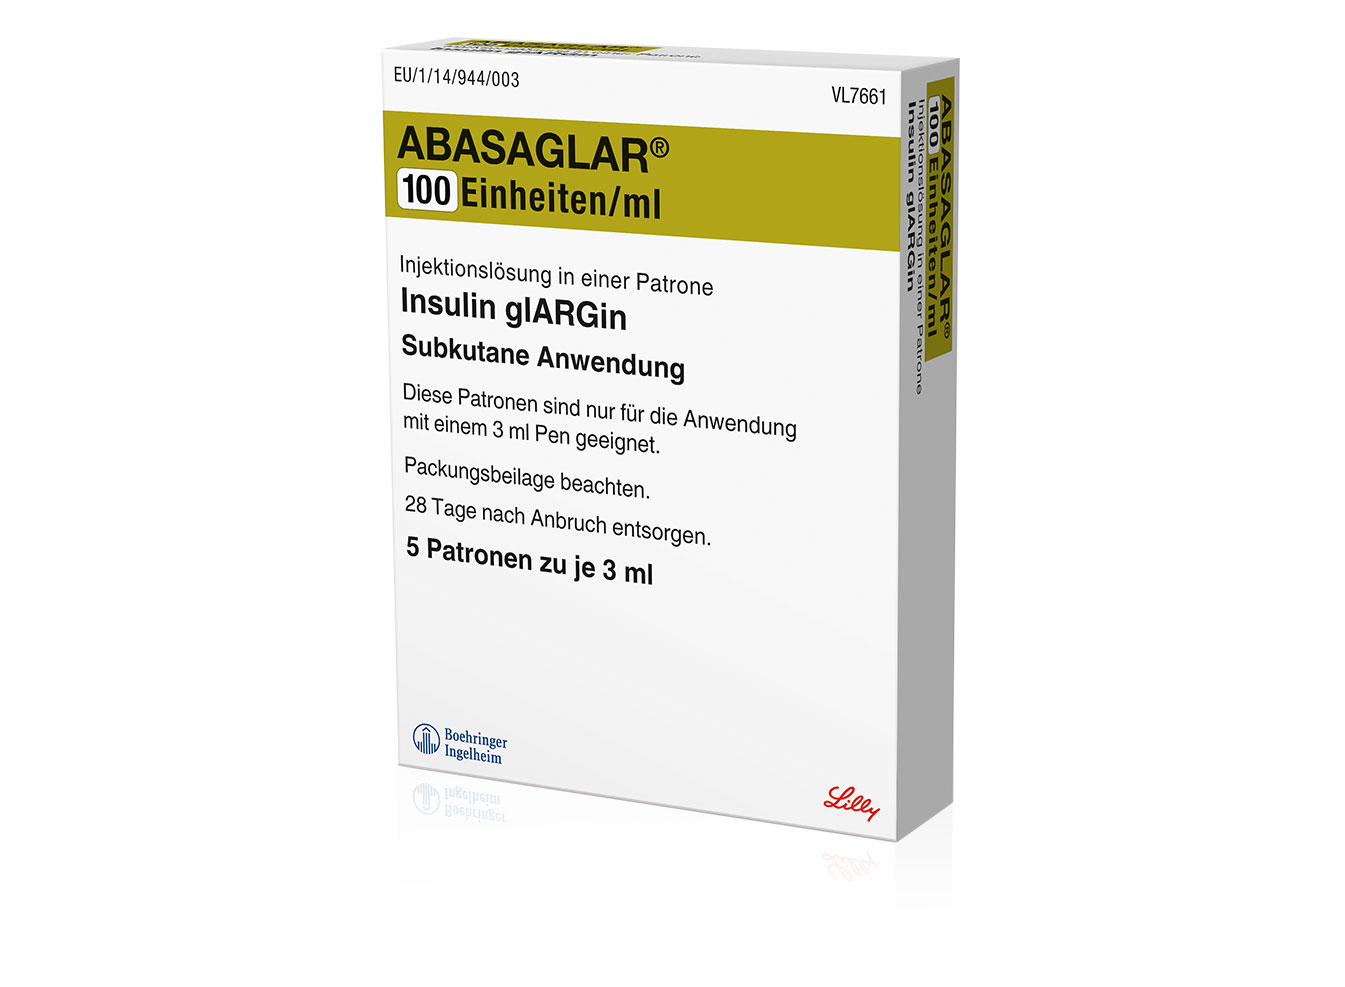 ABASAGLAR®
Insulin glARGin
EU/1/14/944/003
VL7661
ABASAGLAR®
100 Einheiten/ml
Injektionslösung in einer Patrone
Insulin glARGin
Subkutane Anwendung
Diese Patronen sind nur für die Anwendung
mit einem 3 ml Pen geeignet.
Packungsbeilage beachten.
28 Tage nach Anbruch entsorgen.
5 Patronen zu je 3 ml
Boehringer
Ingelheim
Lilly
ABASAGLAR®
100 Einheiten/ml
Injektionslösung in einer Patrone
Insulin glARGin